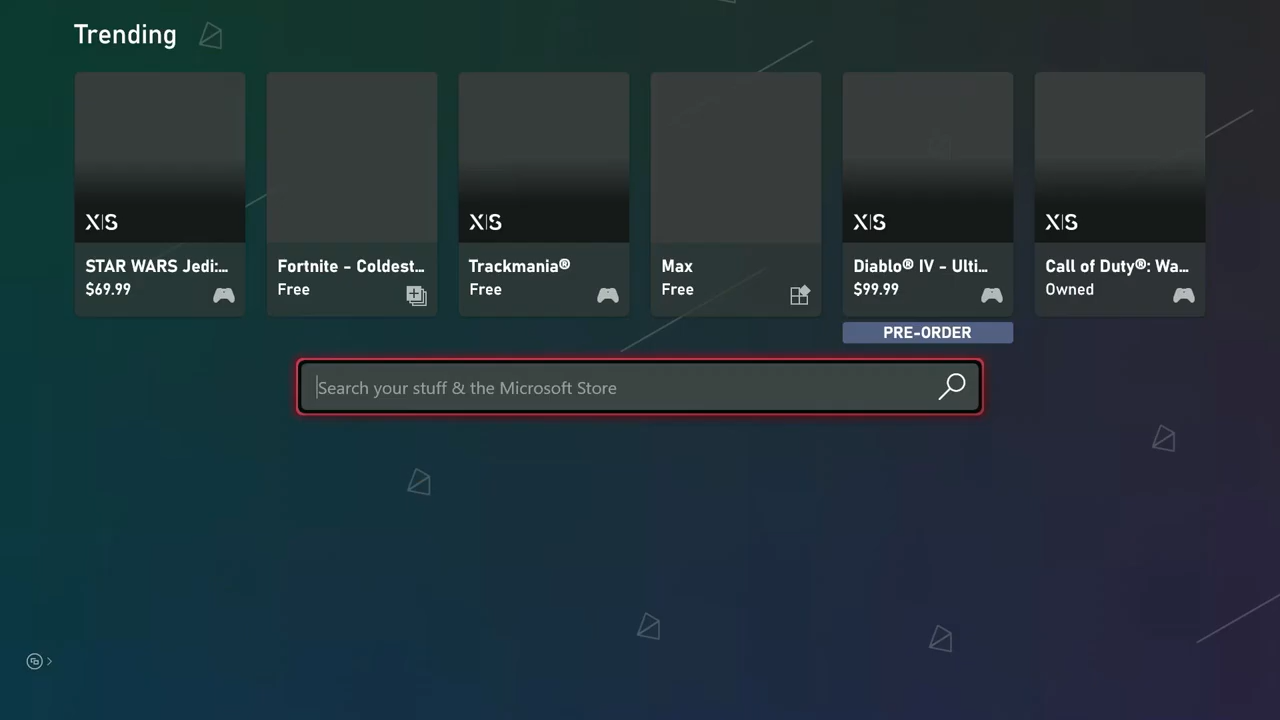 Trending
X|S
X|S
X|S
X|S
STAR WARS Jedi:...
Fortnite - Coldest...
Trackmania®
Max
Diablo® IV - Ulti...
Call of Duty®: Wa...
$69.99
Free
Free
Free
$99.99
Owned
PRE-ORDER
Search your stuff & the Microsoft Store